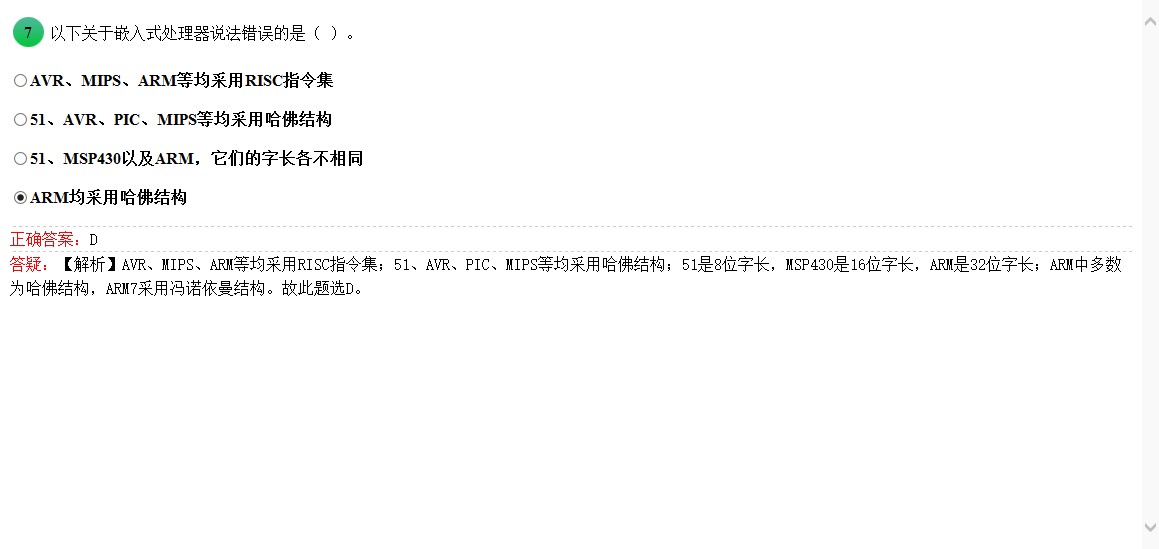 7 以下关于嵌入式处理器说法错误的是（ ）。
AVR、MIPS、ARM等均采用RISC指令集
51、AVR、PIC、MIPS等均采用哈佛结构
51、MSP430以及ARM，它们的字长各不相同
ARM均采用哈佛结构
正确答案：D
答疑：【解析】AVR、MIPS、ARM等均采用RISC指令集；51、AVR、PIC、MIPS等均采用哈佛结构；51是8位字长，MSP430是16位字长，ARM是32位字长；ARM中多数
为哈佛结构，ARM7采用冯诺依曼结构。故此题选D。